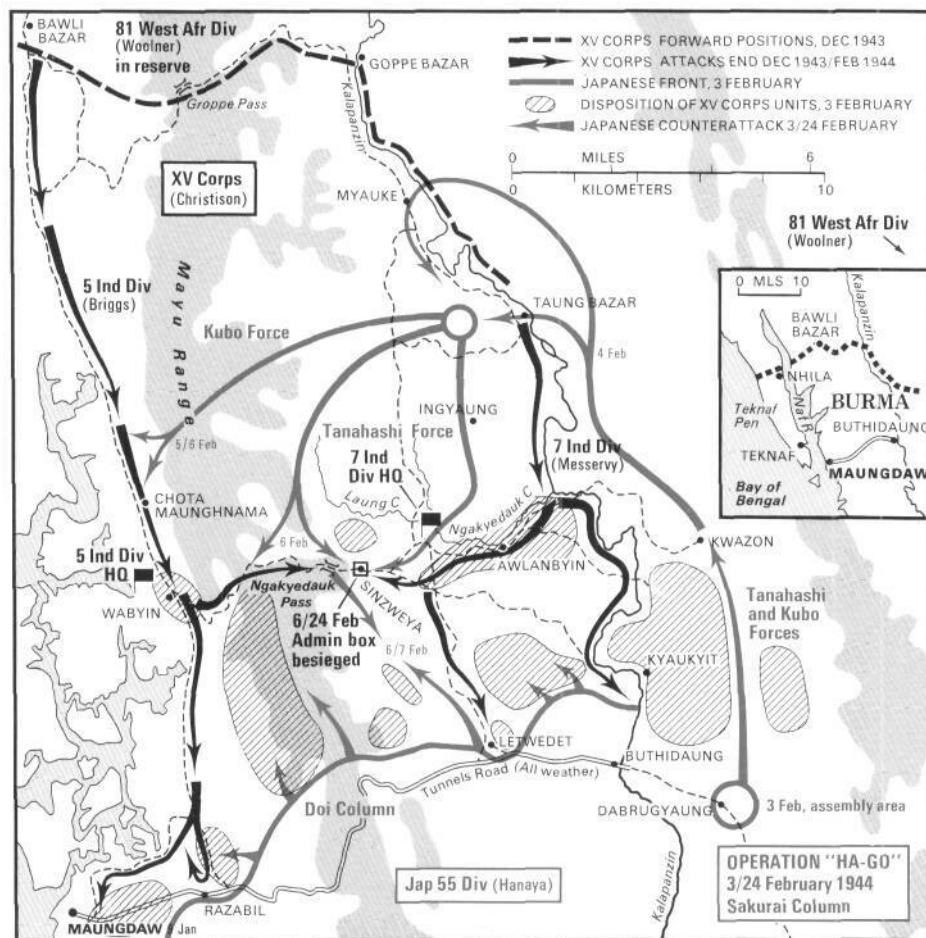 BAWLI
BAZAR
81 West Afr Div
(Woolner)
in reserve
Groppe Pass
GOPPE BAZAR
Kalapanzin
XV CORPS FORWARD POSITIONS, DEC 1943
XV CORPS ATTACKS END DEC 1943/FEB 1944
JAPANESE FRONT, 3 FEBRUARY
DISPOSITION OF XV CORPS UNITS, 3 FEBRUARY
JAPANESE COUNTERATTACK 3/24 FEBRUARY
0 MILES 6
0 KILOMETERS 10
XV Corps
(Christison)
MYAUKE
81 West Afr Div
(Woolner)
5 Ind Div
(Briggs)
Mayu Range
Kubo Force
TAUNG BAZAR
4 Feb
0 MLS 10
Kalapanzin
BAWLI
BAZAR
NHILA
BURMA
Teknaf
Pen
Naf R
BUTHIDAUNG
TEKNAF
MAUNGDAW
Bay of
Bengal
INGYAUNG
5/6 Feb
Tanahashi Force
7 Ind
Div HQ
7 Ind Div
(Messervy)
Laung C
Ngakyedauk C
CHOTA
MAUNGHNAMA
6 Feb
KWAZON
5 Ind Div
HQ
AWLANBYIN
WABYIN
Ngakyedauk
Pass
SINZWEYA
Tanahashi
and Kubo
Forces
6/24 Feb
Admin box
besieged
6/7 Feb
KYAUKYIT
LETWEDET
BUTHIDAUNG
Tunnels Road (All weather)
DABRUGYAUNG
3 Feb, assembly area
Doi Column
Jap 55 Div (Hanaya)
OPERATION "HA-GO"
3/24 February 1944
Sakurai Column
Kalapanzin
RAZABIL
MAUNGDAW
9 Jan